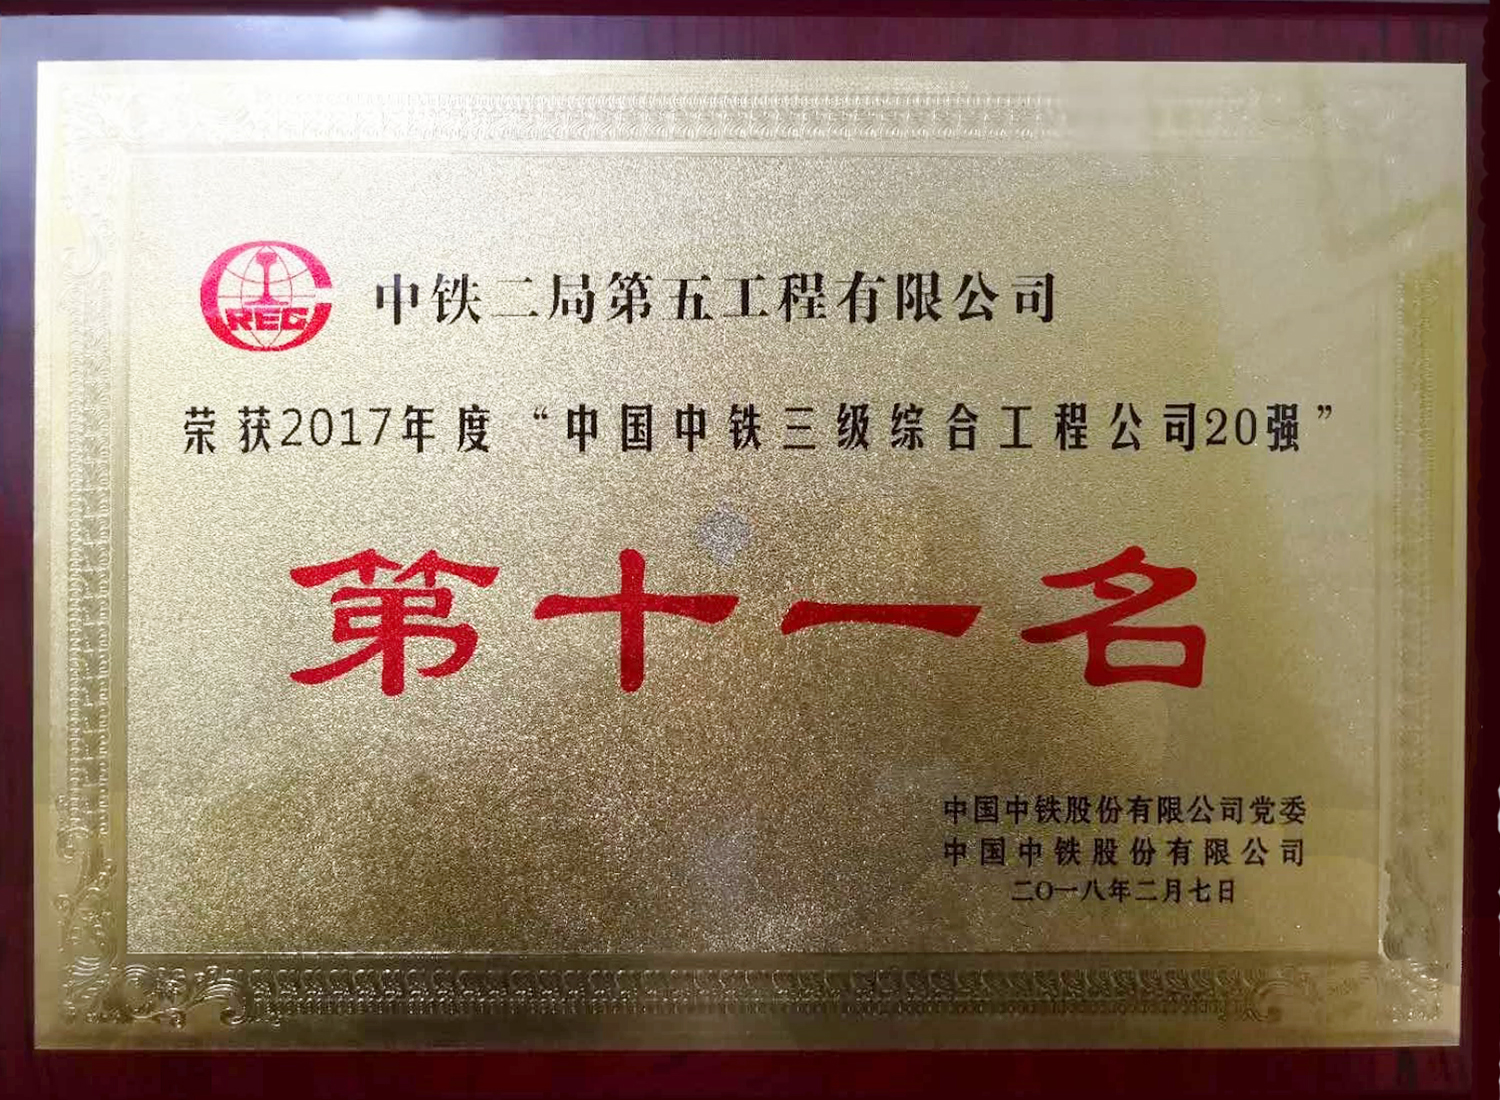 CREC
中铁二局第五工程有限公司
荣获2017年度“中国中铁三级综合工程公司20强”
第十一名
中国中铁股份有限公司党委
中国中铁股份有限公司
二〇一八年二月七日